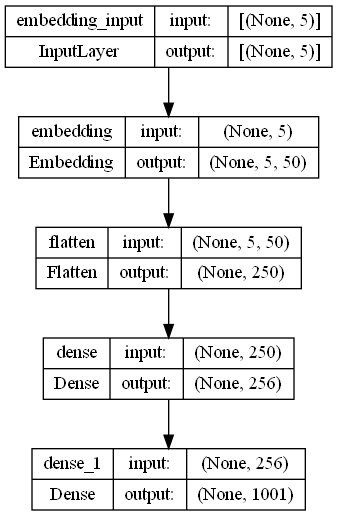 embedding_input input: [(None, 5)]
InputLayer output: [(None, 5)]
embedding input: (None, 5)
Embedding output: (None, 5, 50)
flatten input: (None, 5, 50)
Flatten output: (None, 250)
dense input: (None, 250)
Dense output: (None, 256)
dense_1 input: (None, 256)
Dense output: (None, 1001)